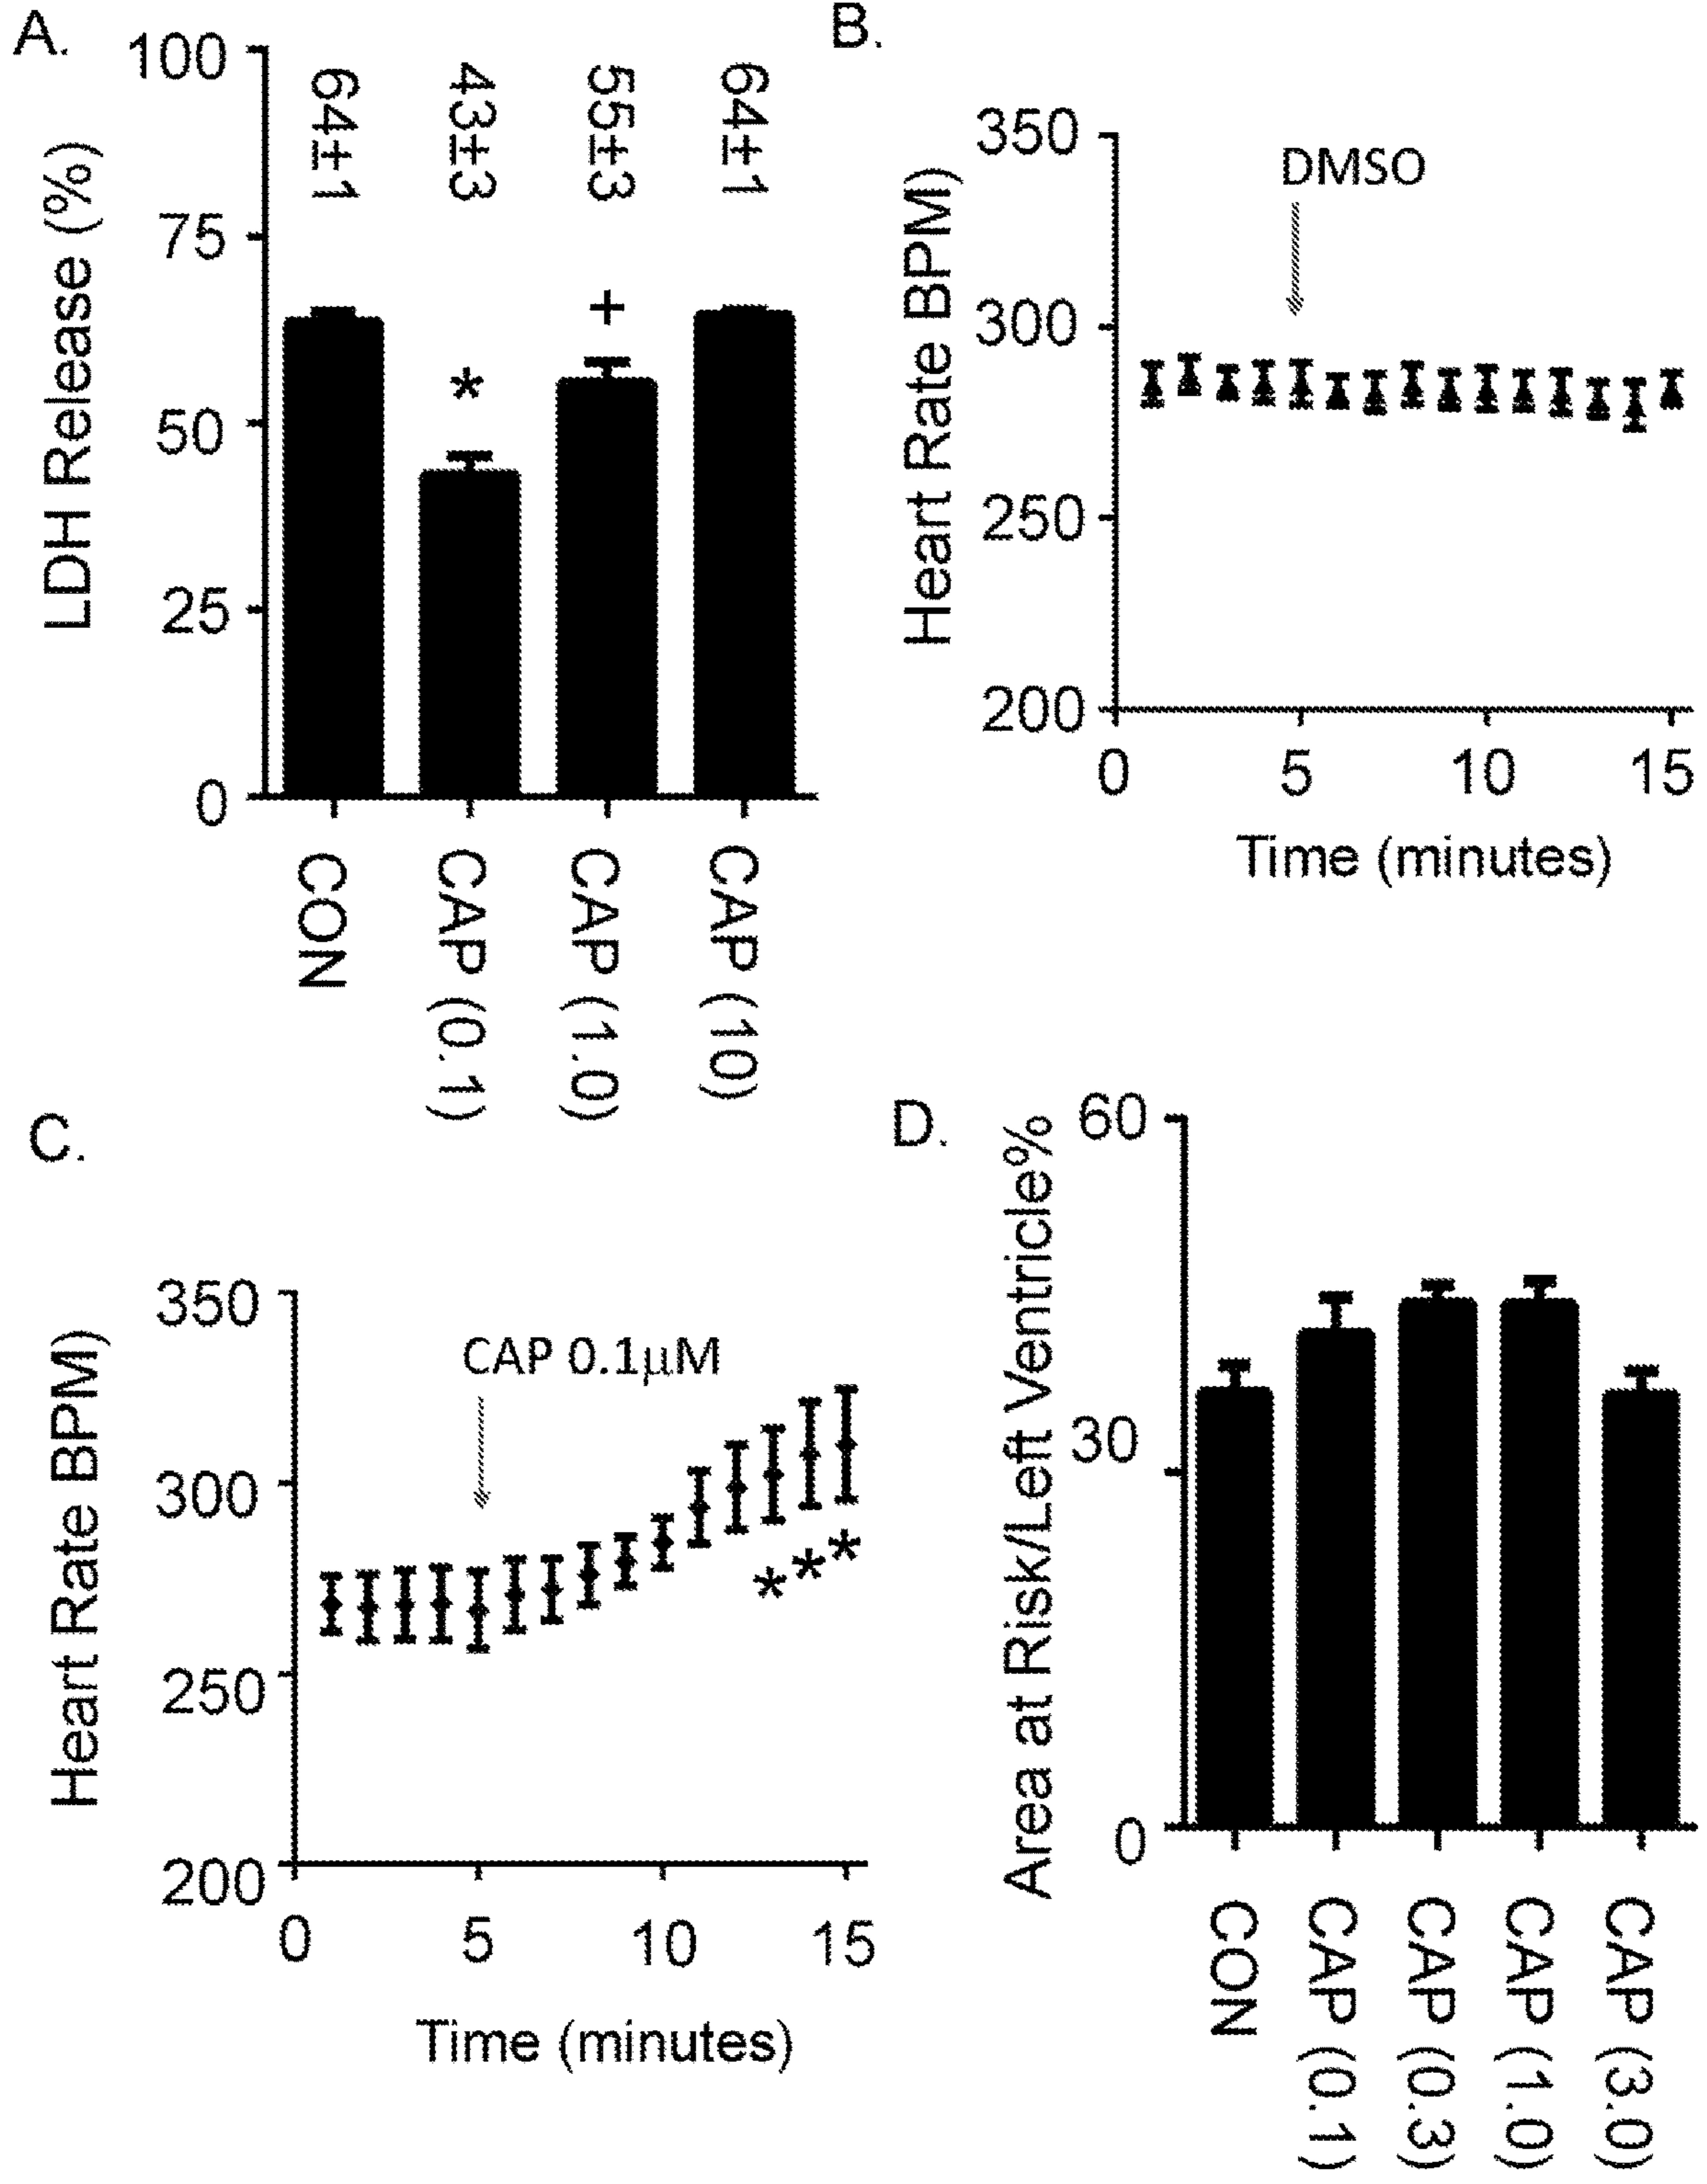 A.
LDH Release (%)
100
75
50
25
0
64±1
43±3
55±3
64±1
*
+
CON
CAP (0.1)
CAP (1.0)
CAP (10)
B.
Heart Rate BPMI)
350
300
250
200
DMSO
0 5 10 15
Time (minutes)
C.
Heart Rate BPM)
350
300
250
200
CAP 0.1µM
* * *
0 5 10 15
Time (minutes)
D.
Area at Risk/Left Ventricle%
60
30
0
CON
CAP (0.1)
CAP (0.3)
CAP (1.0)
CAP (3.0)